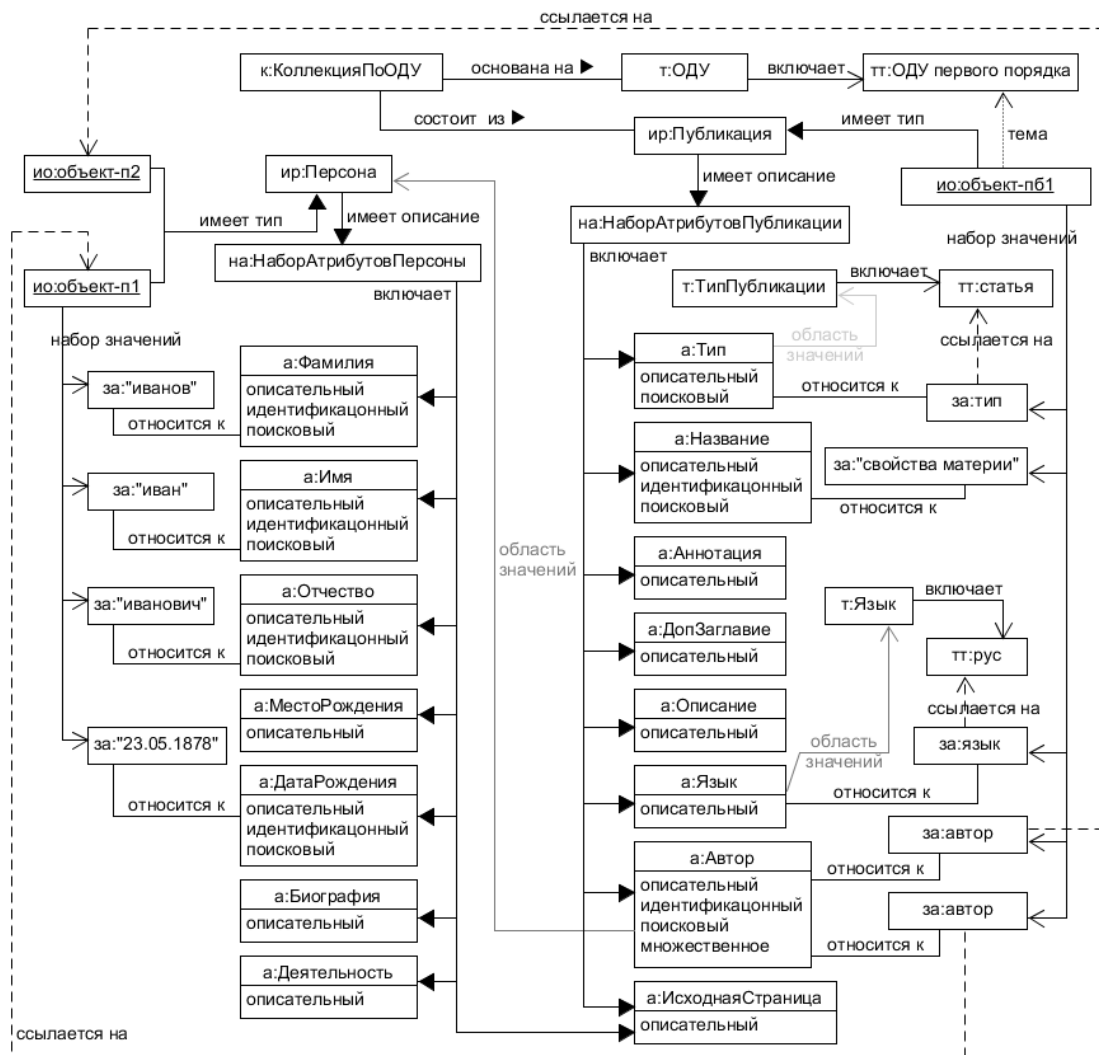 ссылается на
к:КоллекцияПоОДУ
основана на
т:ОДУ
включает
тт:ОДУ первого порядка
состоит из
ир:Публикация
имеет тип
тема
ио:объект-п2
ир:Персона
имеет описание
ио:объект-пб1
имеет тип
имеет описание
на:НаборАтрибутовПубликации
набор значений
на:НаборАтрибутовПерсоны
включает
включает
ио:объект-п1
включает
т:ТипПубликации
тт:статья
набор значений
область
значений
ссылается на
а:Тип
описательный
поисковый
относится к
за:тип
а:Фамилия
описательный
идентификацонный
поисковый
за:"иванов"
относится к
а:Название
описательный
идентификацонный
поисковый
за:"свойства материи"
относится к
а:Имя
описательный
идентификацонный
поисковый
за:"иван"
относится к
область
значений
а:Аннотация
описательный
а:Отчество
описательный
идентификацонный
поисковый
за:"иванович"
относится к
т:Язык
включает
а:ДопЗаглавие
описательный
тт:рус
а:МестоРождения
описательный
а:Описание
описательный
ссылается на
за:"23.05.1878"
область
значений
за:язык
а:ДатаРождения
описательный
идентификацонный
поисковый
относится к
а:Язык
описательный
относится к
за:автор
а:Автор
описательный
идентификацонный
поисковый
множественное
относится к
а:Биография
описательный
за:автор
относится к
а:Деятельность
описательный
а:ИсходнаяСтраница
описательный
ссылается на